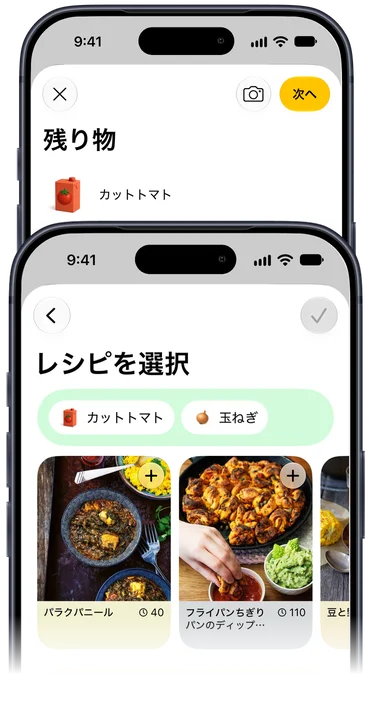 9:41
次へ
残り物
カットトマト
9:41
レシピを選択
カットトマト
玉ねぎ
パラクパニール 40
フライパンちぎり 110
パンのディップ…
豆と